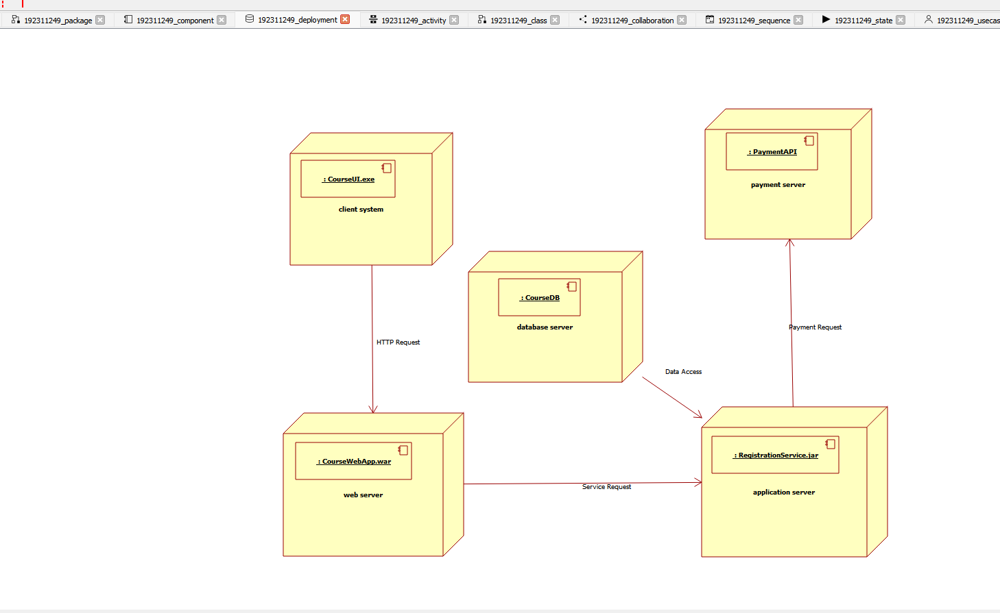 192311249_package
192311249_component
192311249_deployment
192311249_activity
192311249_class
192311249_collaboration
192311249_sequence
192311249_state
192311249_usecas
: PaymentAPI
payment server
: CourseUI.exe
client system
: CourseDB
database server
Payment Request
HTTP Request
Data Access
: CourseWebApp.war
web server
Service Request
: RegistrationService.jar
application server